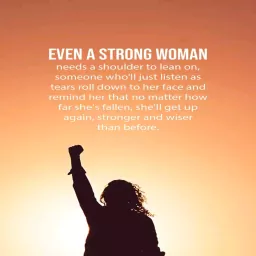 EVEN A STRONG WOMAN
needs a shoulder to lean on,
someone who'll just listen as
tears roll down to her face and
remind her that no matter how
far she's fallen, she'll get up
again, stronger and wiser
than before.